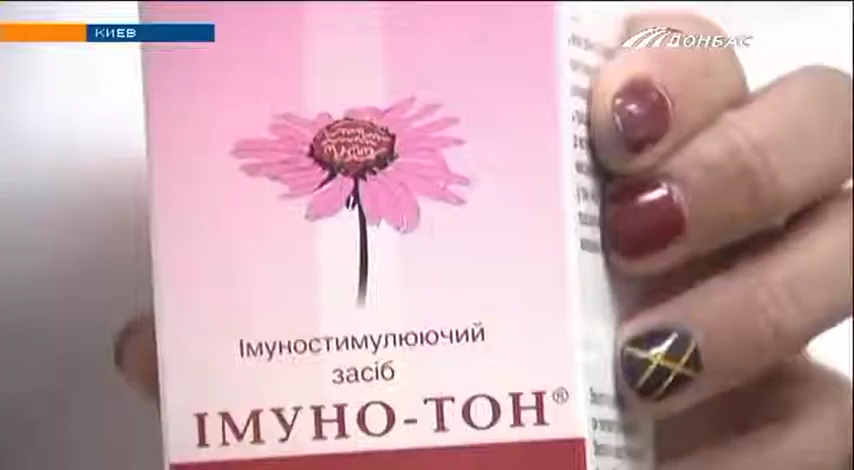 КИЕВ
ДОНБАС
Імуностимулюючий
засіб
ІМУНО-ТОН®